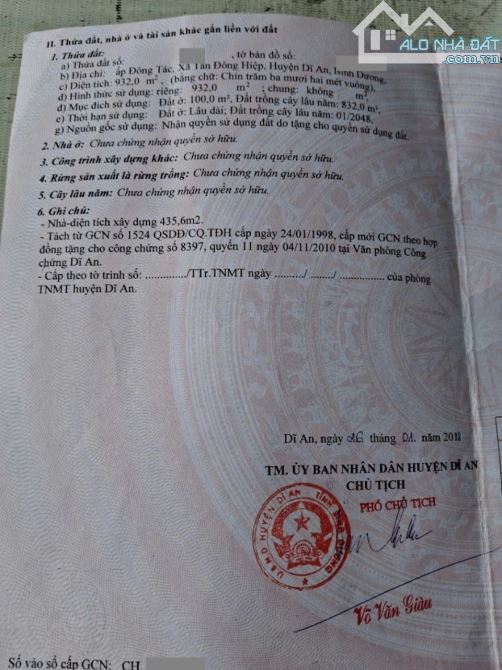 ALO NHÀ ĐẤT
.com.vn
II. Thửa đất, nhà ở và tài sản khác gắn liền với đất
1. Thửa đất:
a) Thửa đất số: , tờ bản đồ số:
b) Địa chỉ: ấp Đông Tác, Xã Tân Đông Hiệp, Huyện Dĩ An, Bình Dương,
c) Diện tích: 932,0 m², (bằng chữ: Chín trăm ba mươi hai mét vuông),
d) Hình thức sử dụng: riêng: 932,0 m² ; chung: không m²
đ) Mục đích sử dụng: Đất ở: 100,0 m², Đất trồng cây lâu năm: 832,0 m².
e) Thời hạn sử dụng: Đất ở: Lâu dài; Đất trồng cây lâu năm: 01/2048,
g) Nguồn gốc sử dụng: Nhận quyền sử dụng đất do tặng cho quyền sử dụng đất.
2. Nhà ở: Chưa chứng nhận quyền sở hữu.
3. Công trình xây dựng khác: Chưa chứng nhận quyền sở hữu.
4. Rừng sản xuất là rừng trồng: Chưa chứng nhận quyền sở hữu.
5. Cây lâu năm: Chưa chứng nhận quyền sở hữu.
6. Ghi chú:
- Nhà-diện tích xây dựng 435,6m2.
- Tách từ GCN số 1524 QSDĐ/CQ.TĐH cấp ngày 24/01/1998, cấp mới GCN theo hợp
đồng tặng cho công chứng số 8397, quyển 11 ngày 04/11/2010 tại Văn phòng Công
chứng Dĩ An.
- Cấp theo tờ trình số: ............./TTr.TNMT ngày ........./ ......../ ...........của phòng
TNMT huyện Dĩ An.
Dĩ An, ngày 26 tháng 01 năm 201
TM. ỦY BAN NHÂN DÂN HUYỆN DĨ AN
CHỦ TỊCH
PHÓ CHỦ TỊCH
U.B.N.D HUYỆN DĨ AN - TỈNH BÌNH DƯƠNG
Võ Văn Giàu
Số vào sổ cấp GCN: CH